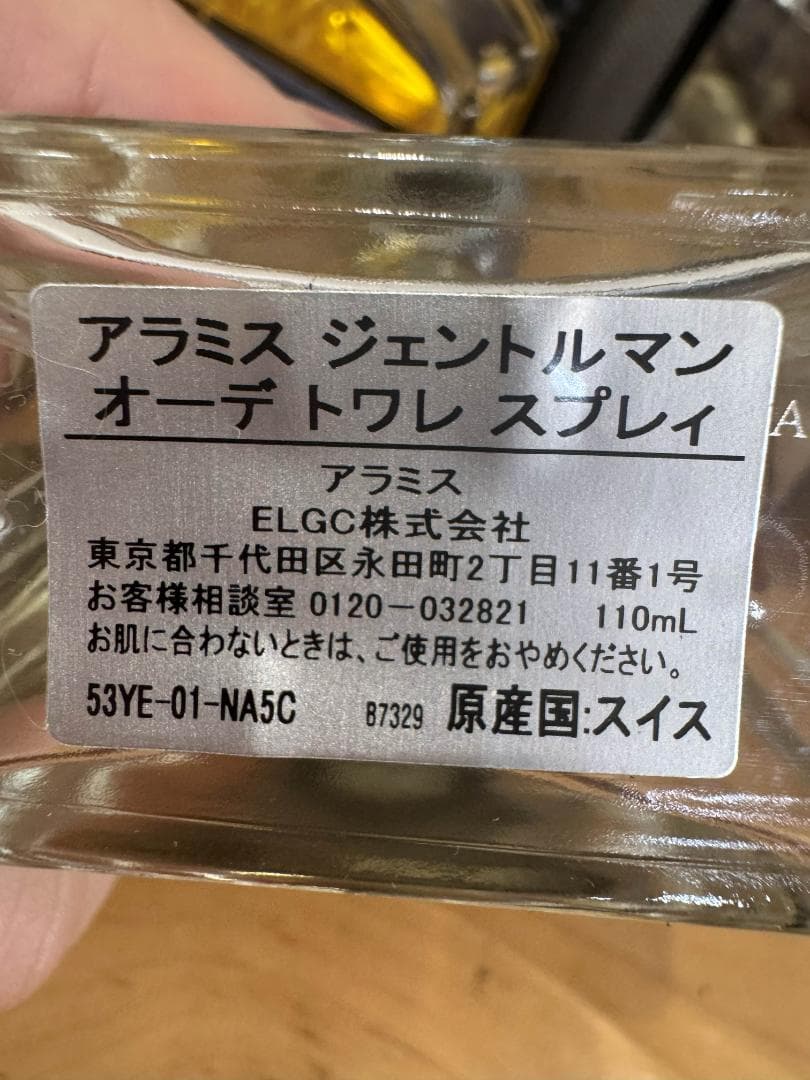 アラミス ジェントルマン
オーデ トワレ スプレイ
アラミス
ELGC株式会社
東京都千代田区永田町2丁目11番1号
お客様相談室 0120-032821 110mL
お肌に合わないときは、ご使用をおやめください。
53YE-01-NA5C B7329 原産国:スイス
A